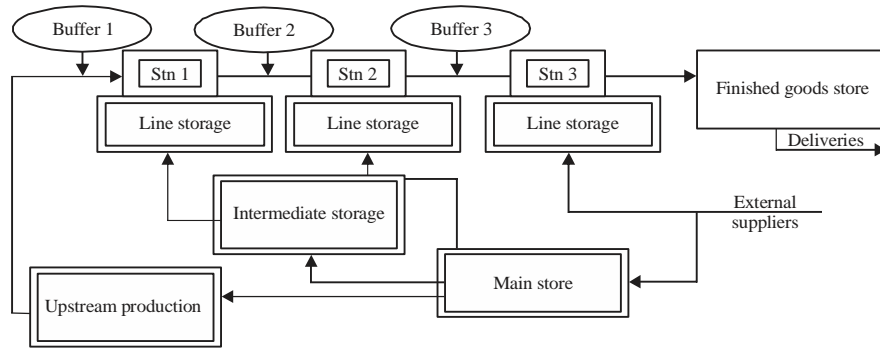 Buffer 1
Buffer 2
Buffer 3
Stn 1
Stn 2
Stn 3
Finished goods store
Line storage
Line storage
Line storage
Deliveries
Intermediate storage
External
suppliers
Main store
Upstream production